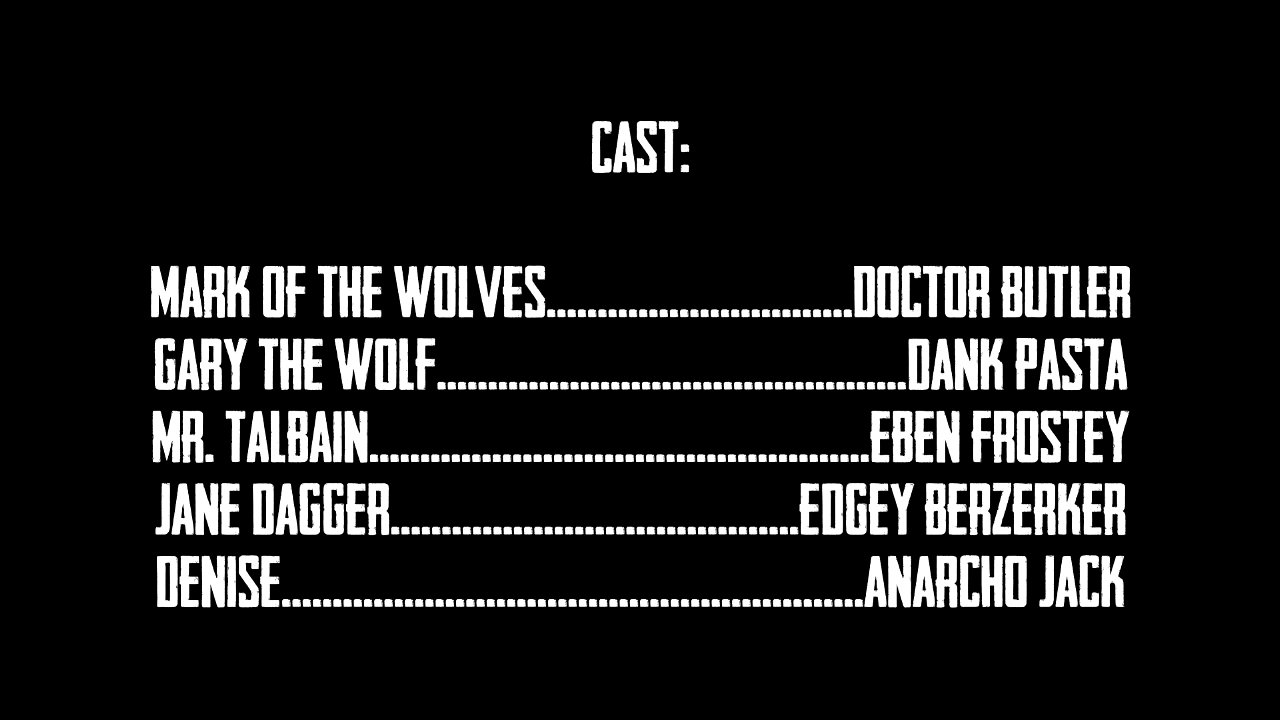 CAST:
MARK OF THE WOLVES..............................DOCTOR BUTLER
GARY THE WOLF..............................................DANK PASTA
MR. TALBAIN.................................................EBEN FROSTEY
JANE DAGGER........................................EDGEY BERZERKER
DENISE.........................................................ANARCHO JACK